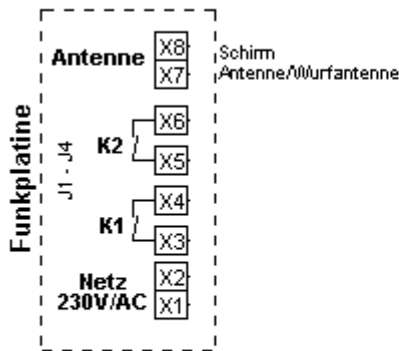 Funkplatine
J1 - J4
Antenne
X8
Schirm
X7
Antenne/Wurfantenne
X6
K2
X5
X4
K1
X3
Netz
X2
230V/AC
X1